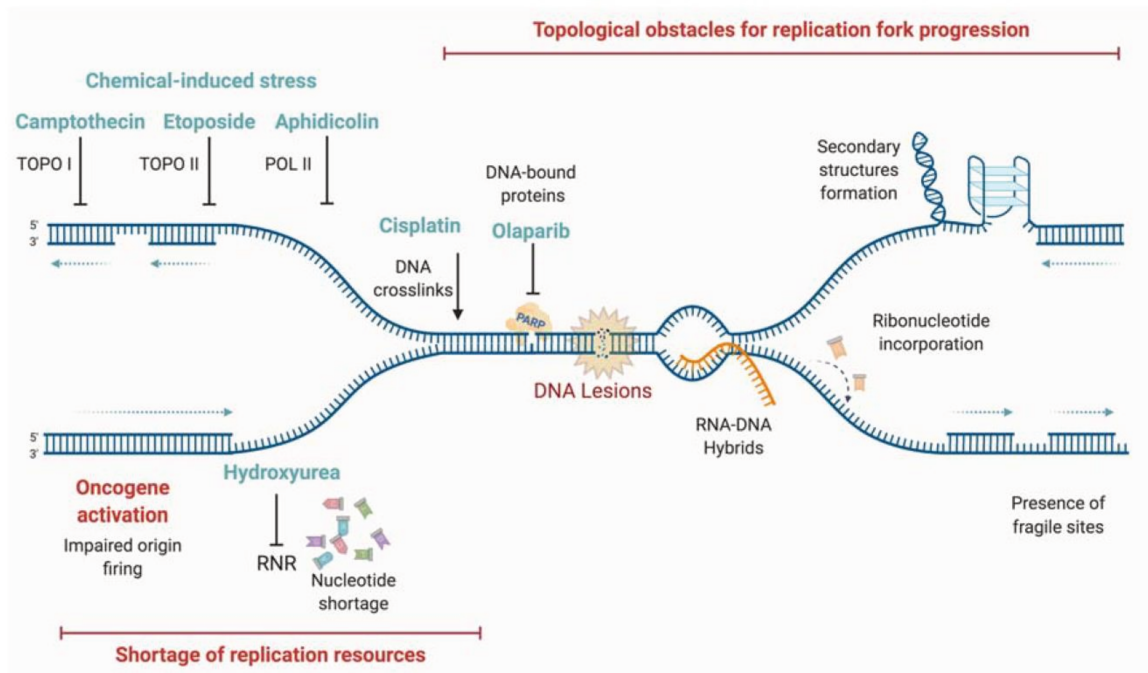 Topological obstacles for replication fork progression
Chemical-induced stress
Camptothecin
Etoposide
Aphidicolin
TOPO I
TOPO II
POL II
Secondary
structures
formation
DNA-bound
proteins
Cisplatin
Olaparib
5'
3'
DNA
crosslinks
PARP
Ribonucleotide
incorporation
DNA Lesions
RNA-DNA
Hybrids
5'
3'
Hydroxyurea
Oncogene
activation
Impaired origin
firing
RNR
Nucleotide
shortage
Presence of
fragile sites
Shortage of replication resources